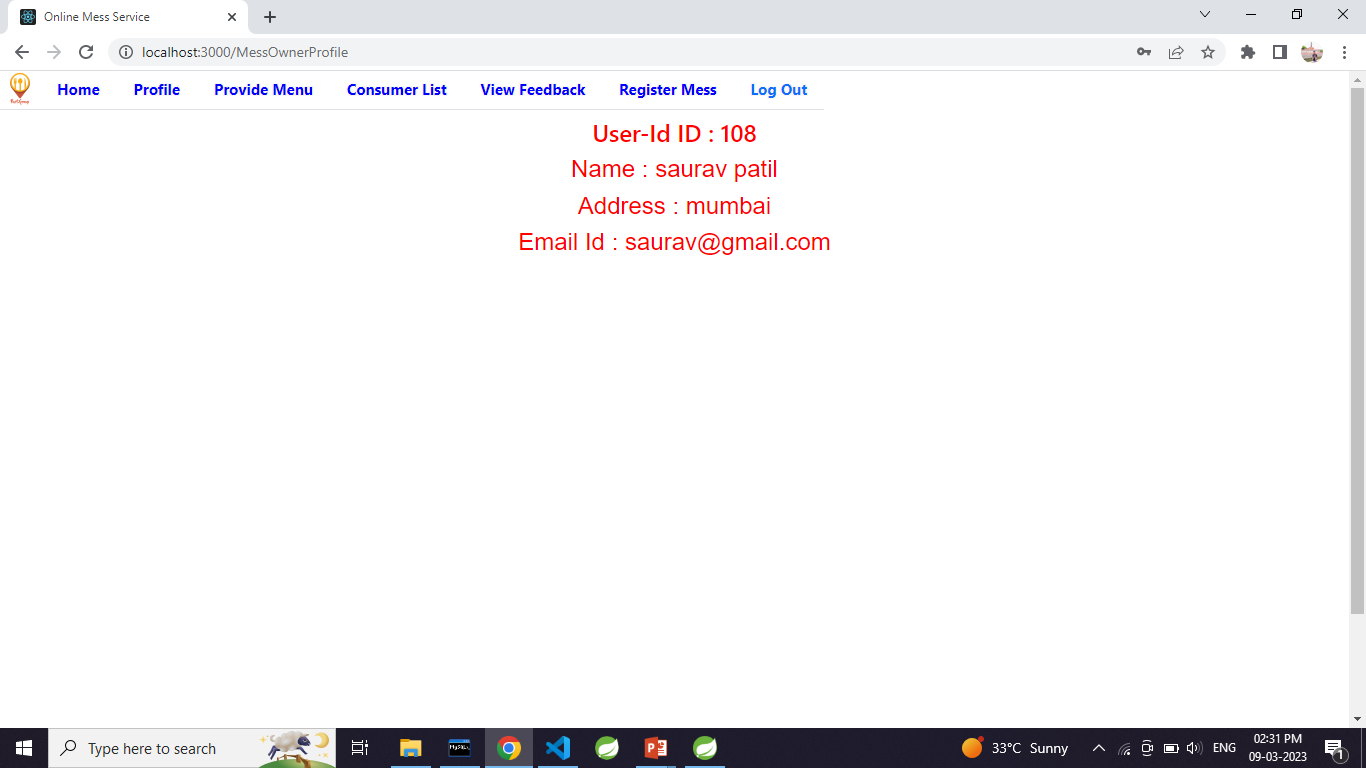 Online Mess Service
localhost:3000/MessOwnerProfile
Home Profile Provide Menu Consumer List View Feedback Register Mess Log Out
User-Id ID : 108
Name : saurav patil
Address : mumbai
Email Id : saurav@gmail.com
Type here to search
MySQL
33°C Sunny
ENG
02:31 PM
09-03-2023
1